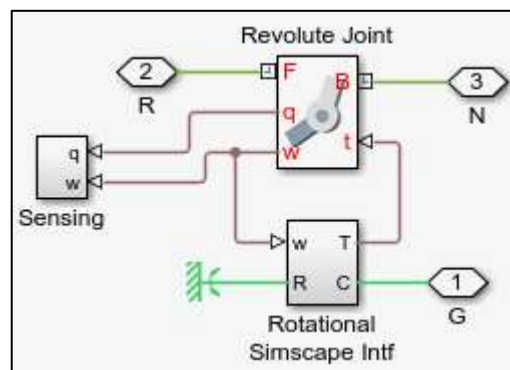 Revolute Joint
2
R
F
B
q
w
t
3
N
q
w
Sensing
w
T
R
C
1
G
Rotational
Simscape Intf